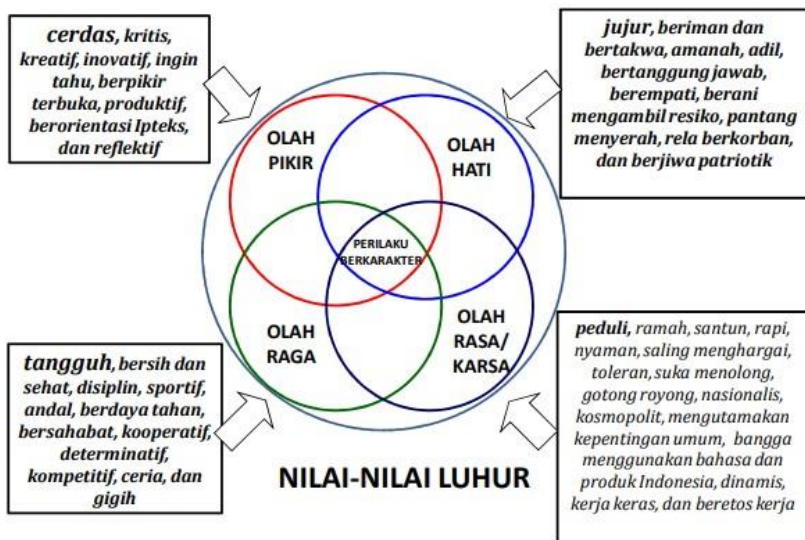 cerdas, kritis,
kreatif, inovatif, ingin
tahu, berpikir
terbuka, produktif,
berorientasi Ipteks,
dan reflektif
jujur, beriman dan
bertakwa, amanah, adil,
bertanggung jawab,
berempati, berani
mengambil resiko, pantang
menyerah, rela berkorban,
dan berjiwa patriotik
OLAH
PIKIR
OLAH
HATI
PERILAKU
BERKARAKTER
OLAH
RAGA
OLAH
RASA/
KARSA
tangguh, bersih dan
sehat, disiplin, sportif,
andal, berdaya tahan,
bersahabat, kooperatif,
determinatif,
kompetitif, ceria, dan
gigih
peduli, ramah, santun, rapi,
nyaman, saling menghargai,
toleran, suka menolong,
gotong royong, nasionalis,
kosmopolit, mengutamakan
kepentingan umum, bangga
menggunakan bahasa dan
produk Indonesia, dinamis,
kerja keras, dan beretos kerja
NILAI-NILAI LUHUR